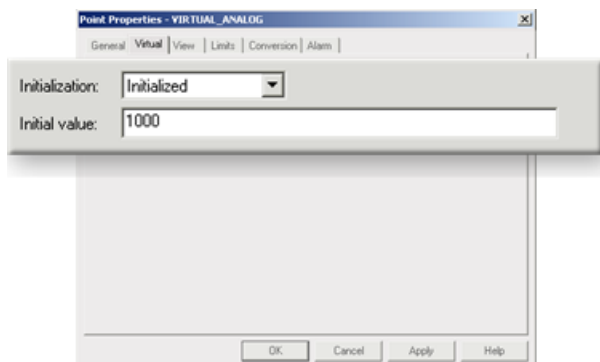 Point Properties - VIRTUAL_ANALOG
General Virtual View Limits Conversion Alarm
Initialization: Initialized
Initial value: 1000
OK Cancel Apply Help